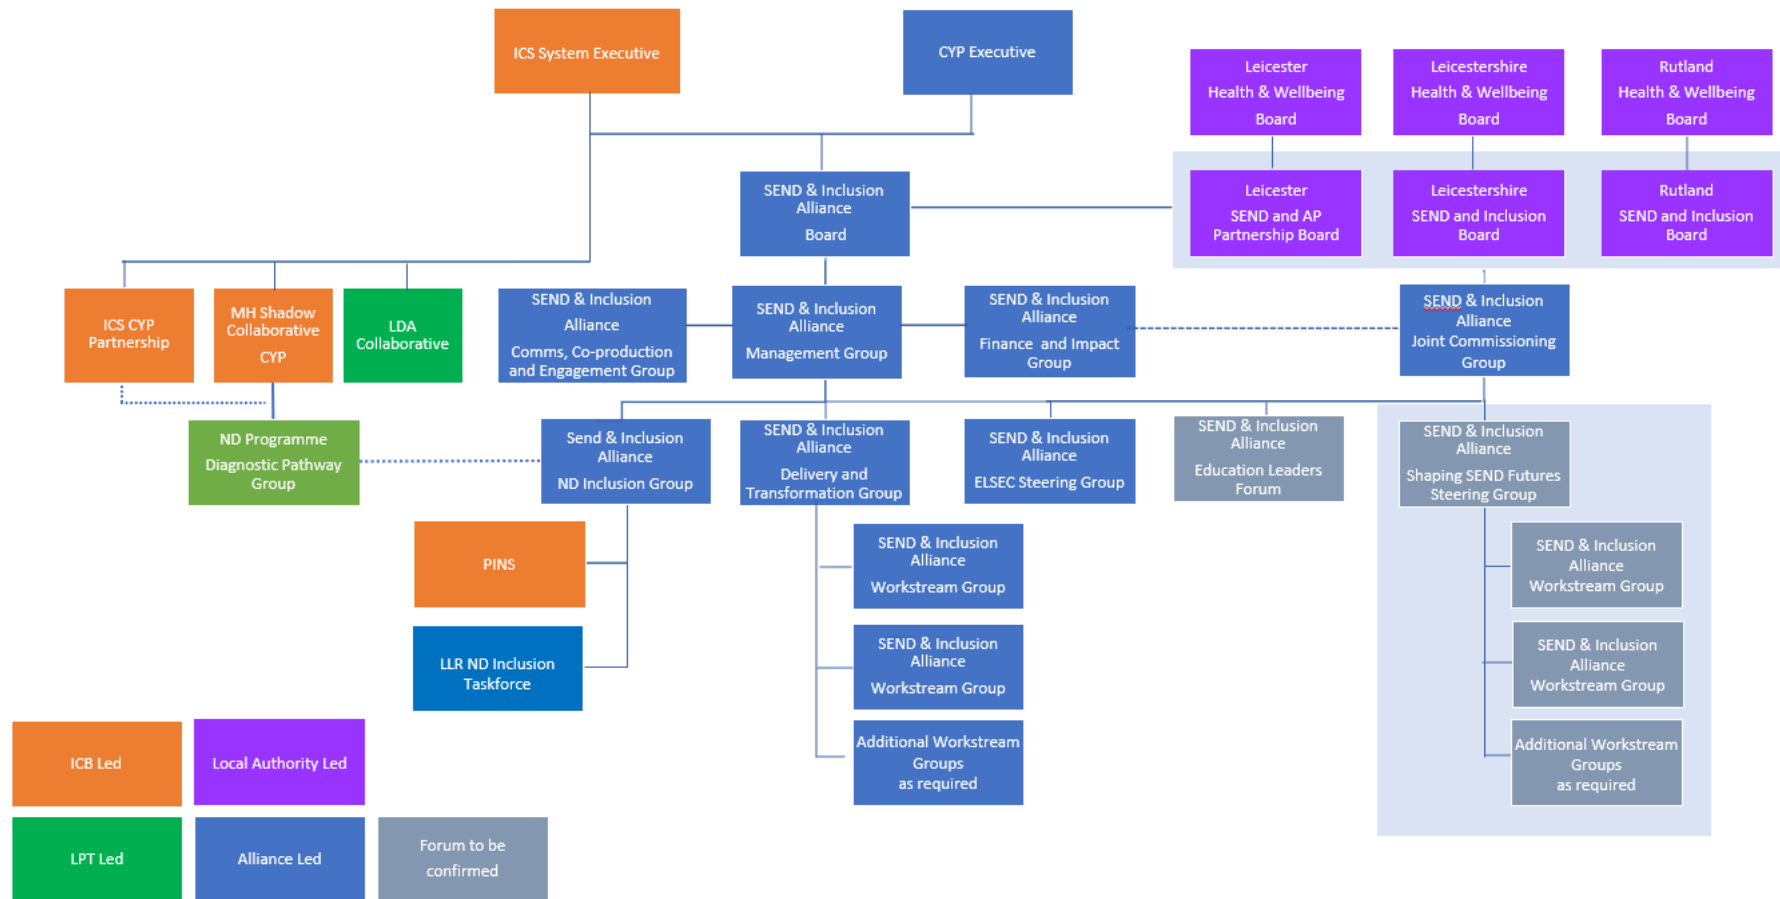 ICS System Executive
CYP Executive
Leicester
Health & Wellbeing
Board
Leicestershire
Health & Wellbeing
Board
Rutland
Health & Wellbeing
Board
SEND & Inclusion
Alliance
Board
Leicester
SEND and AP
Partnership Board
Leicestershire
SEND and Inclusion
Board
Rutland
SEND and Inclusion
Board
ICS CYP
Partnership
MH Shadow
Collaborative
CYP
LDA
Collaborative
SEND & Inclusion
Alliance
Comms, Co-production
and Engagement Group
SEND & Inclusion
Alliance
Management Group
SEND & Inclusion
Alliance
Finance and Impact
Group
SEND & Inclusion
Alliance
Joint Commissioning
Group
ND Programme
Diagnostic Pathway
Group
Send & Inclusion
Alliance
ND Inclusion Group
SEND & Inclusion
Alliance
Delivery and
Transformation Group
SEND & Inclusion
Alliance
ELSEC Steering Group
SEND & Inclusion
Alliance
Education Leaders
Forum
SEND & Inclusion
Alliance
Shaping SEND Futures
Steering Group
PINS
SEND & Inclusion
Alliance
Workstream Group
SEND & Inclusion
Alliance
Workstream Group
LLR ND Inclusion
Taskforce
SEND & Inclusion
Alliance
Workstream Group
SEND & Inclusion
Alliance
Workstream Group
Additional Workstream
Groups
as required
Additional Workstream
Groups
as required
ICB Led
Local Authority Led
LPT Led
Alliance Led
Forum to be
confirmed